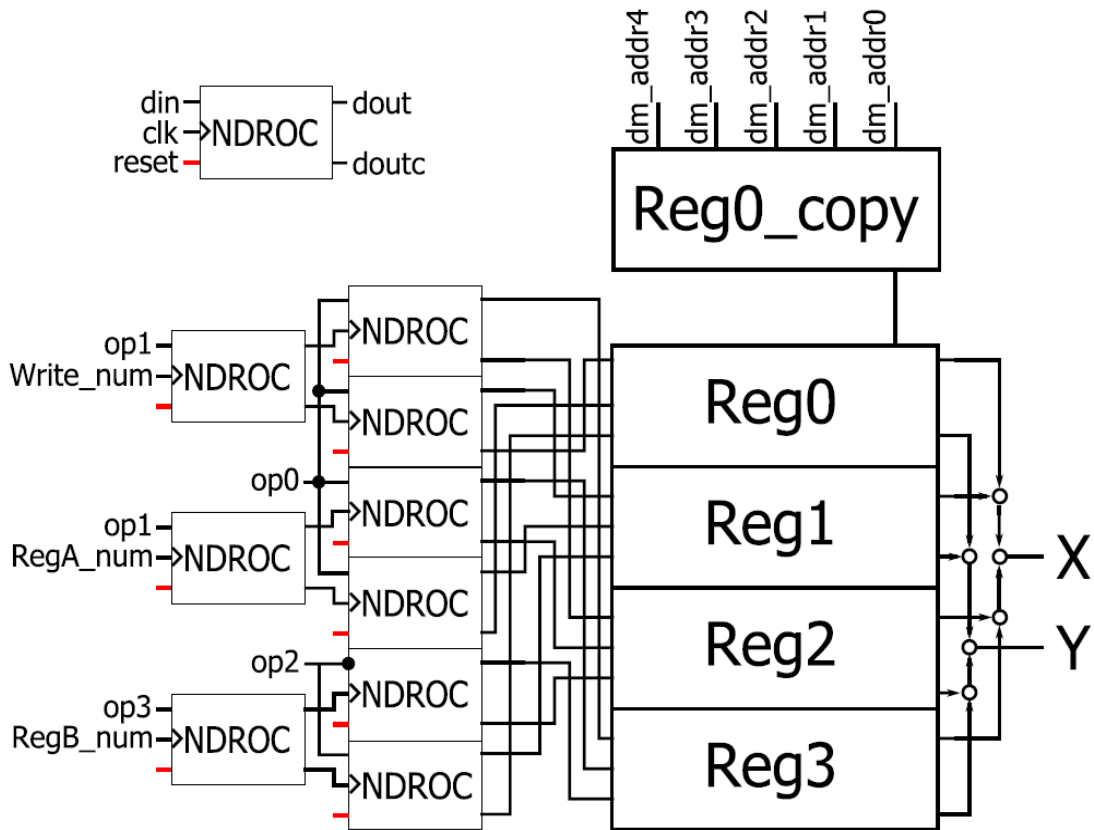 dm_addr4
dm_addr3
dm_addr2
dm_addr1
dm_addr0
din
clk
reset
NDROC
dout
doutc
Reg0_copy
op1
Write_num
NDROC
NDROC
NDROC
op0
op1
RegA_num
NDROC
NDROC
NDROC
op2
op3
RegB_num
NDROC
NDROC
NDROC
Reg0
Reg1
Reg2
Reg3
X
Y